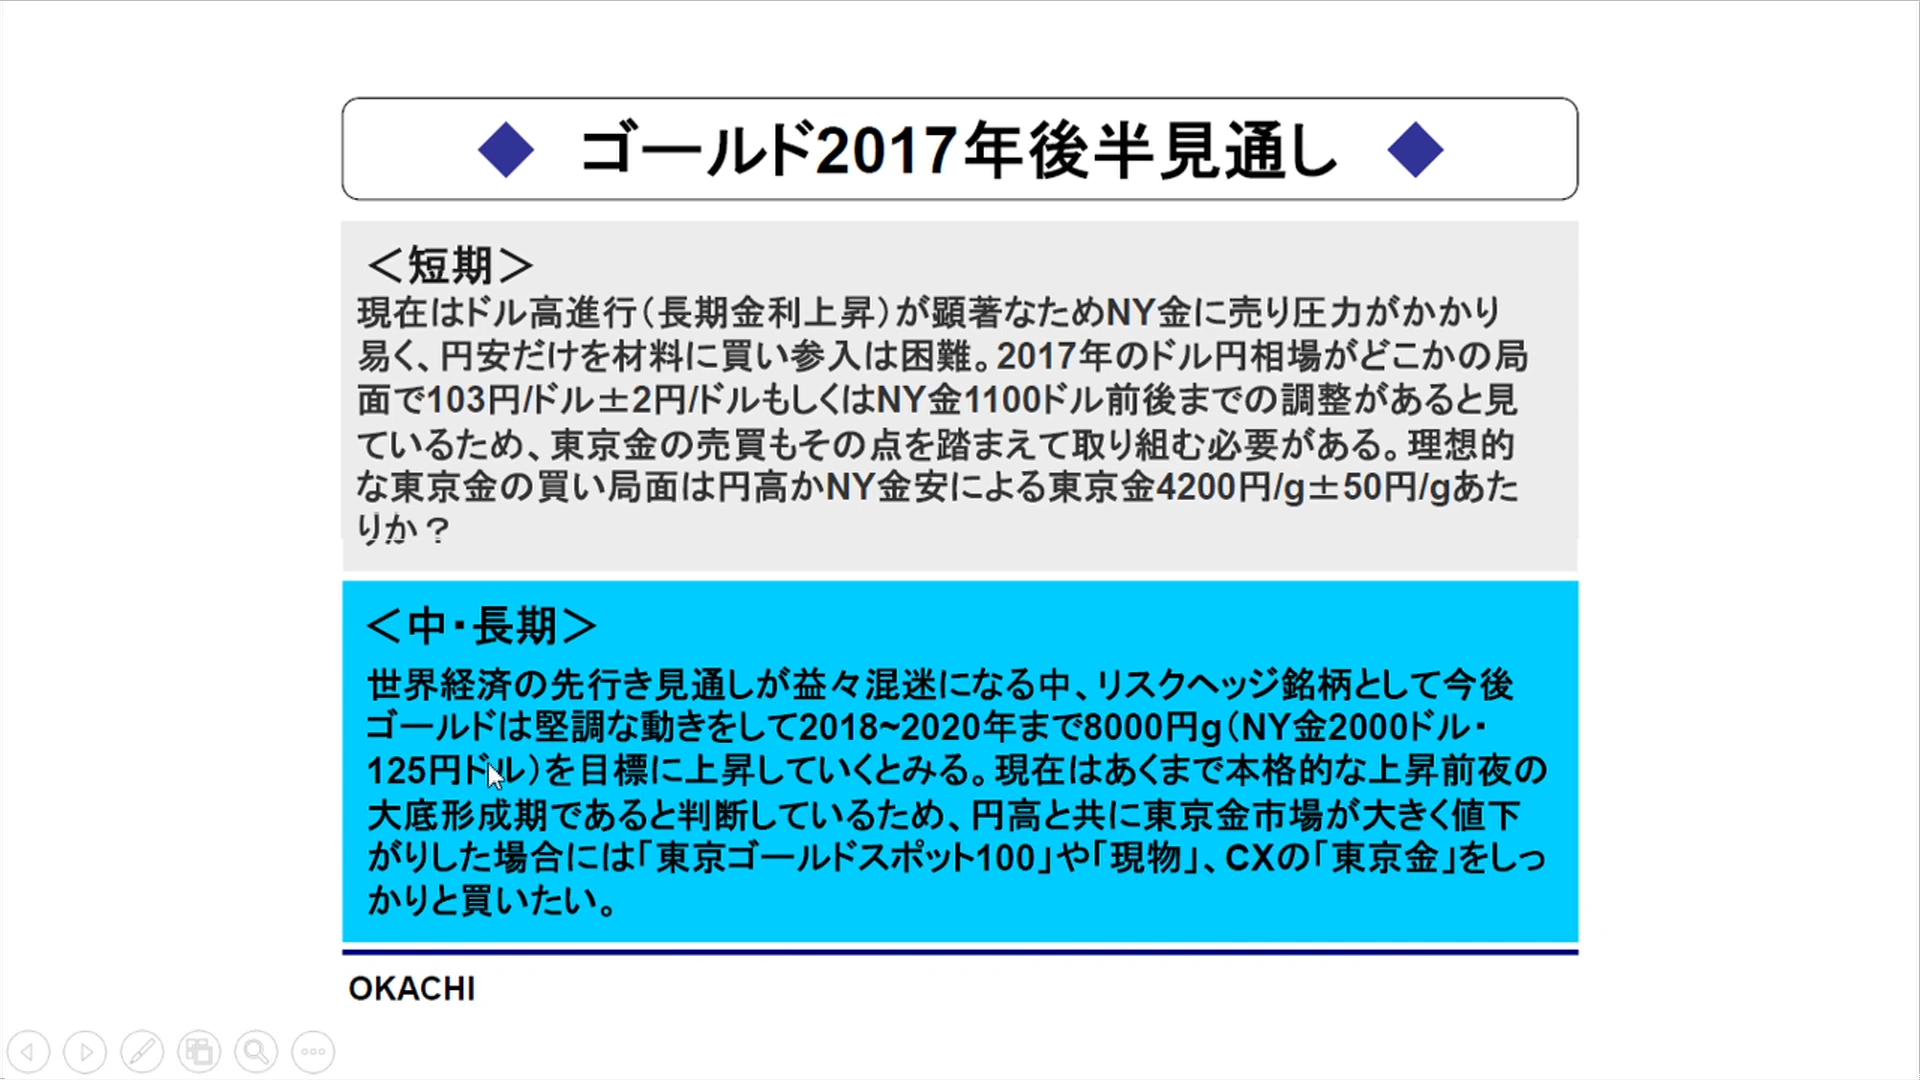 ◆ ゴールド2017年後半見通し ◆
＜短期＞
現在はドル高進行（長期金利上昇）が顕著なためNY金に売り圧力がかかり
易く、円安だけを材料に買い参入は困難。2017年のドル円相場がどこかの局
面で103円/ドル±2円/ドルもしくはNY金1100ドル前後までの調整があると見
ているため、東京金の売買もその点を踏まえて取り組む必要がある。理想的
な東京金の買い局面は円高かNY金安による東京金4200円/g±50円/gあた
りか？
＜中・長期＞
世界経済の先行き見通しが益々混迷になる中、リスクヘッジ銘柄として今後
ゴールドは堅調な動きをして2018~2020年まで8000円g（NY金2000ドル・
125円ドル）を目標に上昇していくとみる。現在はあくまで本格的な上昇前夜の
大底形成期であると判断しているため、円高と共に東京金市場が大きく値下
がりした場合には「東京ゴールドスポット100」や「現物」、CXの「東京金」をしっ
かりと買いたい。
OKACHI